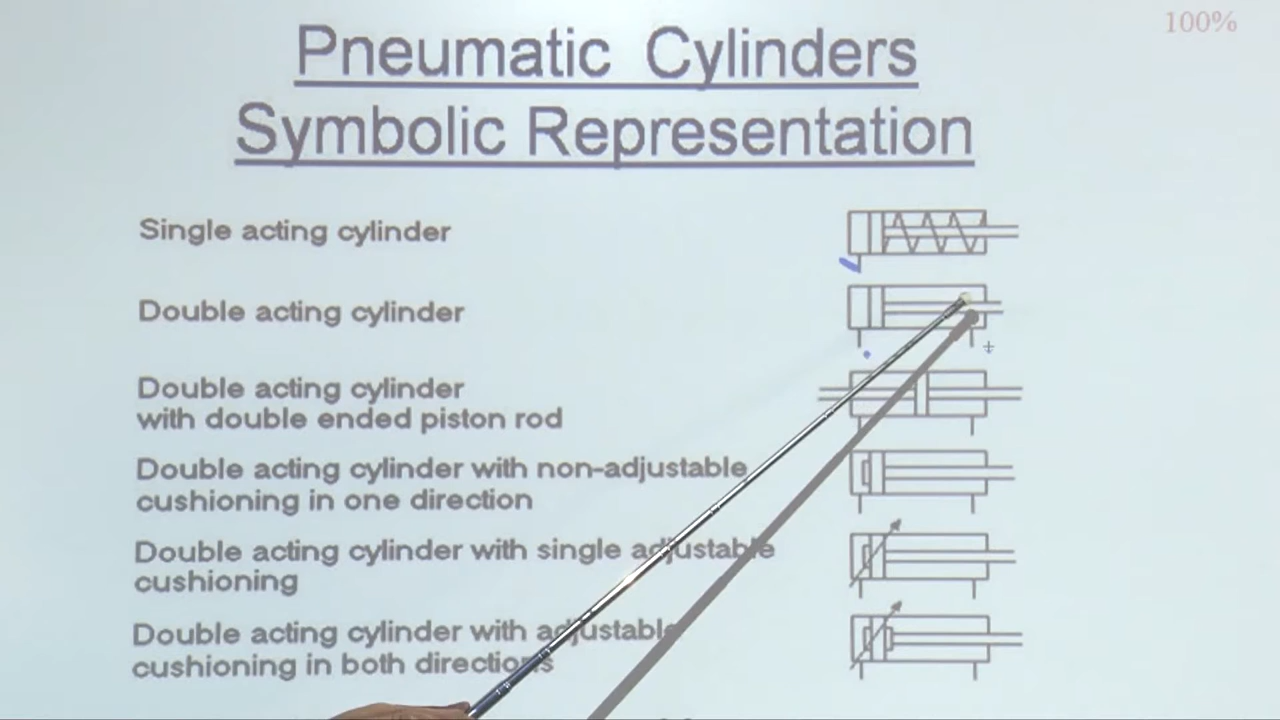 100%
Pneumatic Cylinders
Symbolic Representation
Single acting cylinder
Double acting cylinder
Double acting cylinder
with double ended piston rod
Double acting cylinder with non-adjustable
cushioning in one direction
Double acting cylinder with single adjustable
cushioning
Double acting cylinder with adjustable
cushioning in both directions